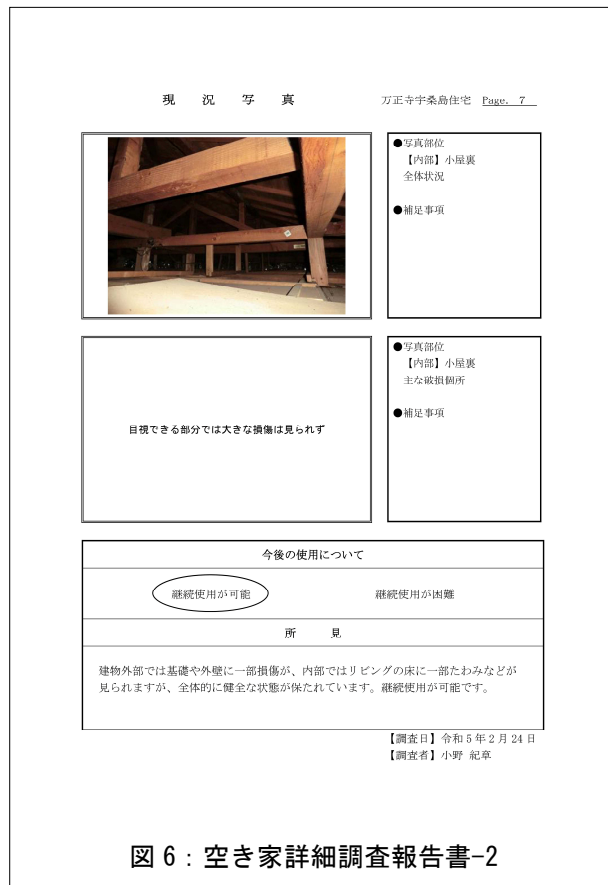 現 況 写 真
万正寺字桑島住宅 Page. 7
●写真部位
【内部】小屋裏
全体状況
●補足事項
●写真部位
【内部】小屋裏
主な破損個所
●補足事項
目視できる部分では大きな損傷は見られず
今後の使用について
継続使用が可能
継続使用が困難
所 見
建物外部では基礎や外壁に一部損傷が、内部ではリビングの床に一部たわみなどが
見られますが、全体的に健全な状態が保たれています。継続使用が可能です。
【調査日】令和5年2月24日
【調査者】小野 紀章
図6：空き家詳細調査報告書-2